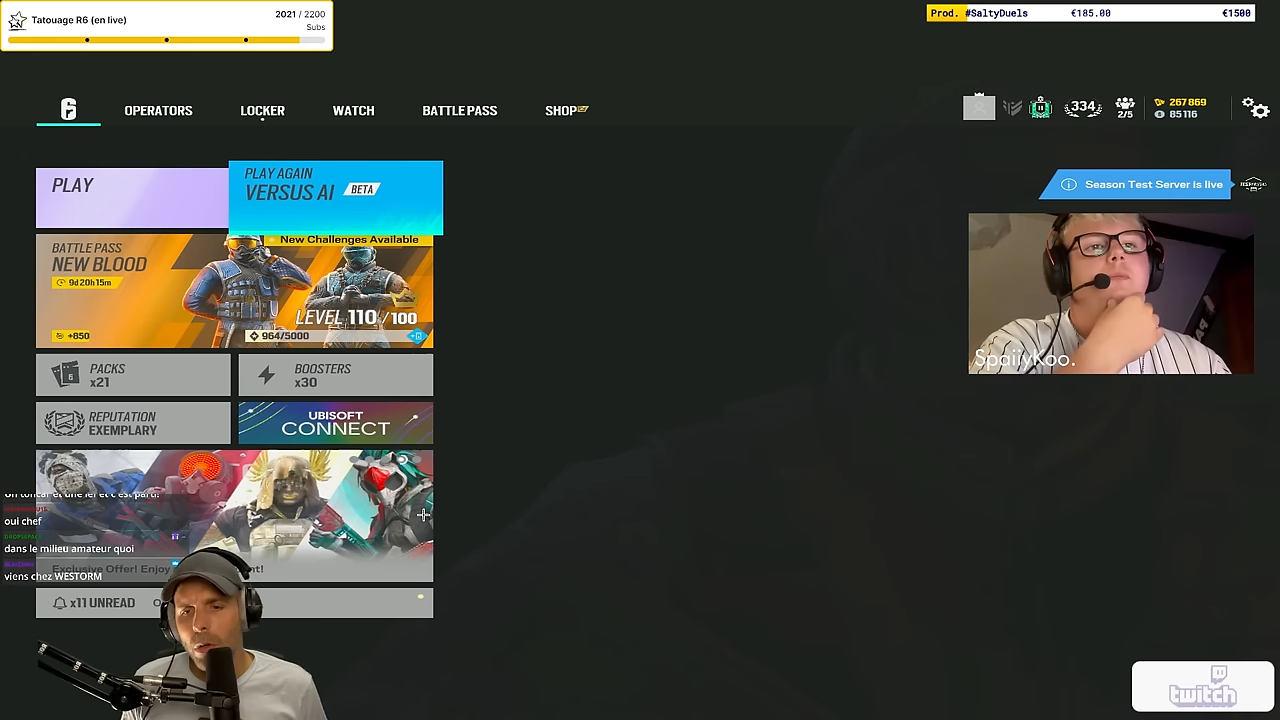 Tatouage R6 (en live)
2021 / 2200
Subs
Prod. #SaltyDuels €185.00 €1500
OPERATORS LOCKER WATCH BATTLE PASS SHOP
334
2/5
267 869
85 116
PLAY
PLAY AGAIN
VERSUS AI BETA
Season Test Server is live
New Challenges Available
BATTLE PASS
NEW BLOOD
9d 20h 15m
LEVEL 110 / 100
+850
964/5000
SpaiiyKoo.
PACKS
x21
BOOSTERS
x30
REPUTATION
EXEMPLARY
UBISOFT
CONNECT
et c'est parti!
oui chef
dans le milieu amateur quoi
Exclusive Offer! Enjoy
viens chez WESTORM
x11 UNREAD
twitch